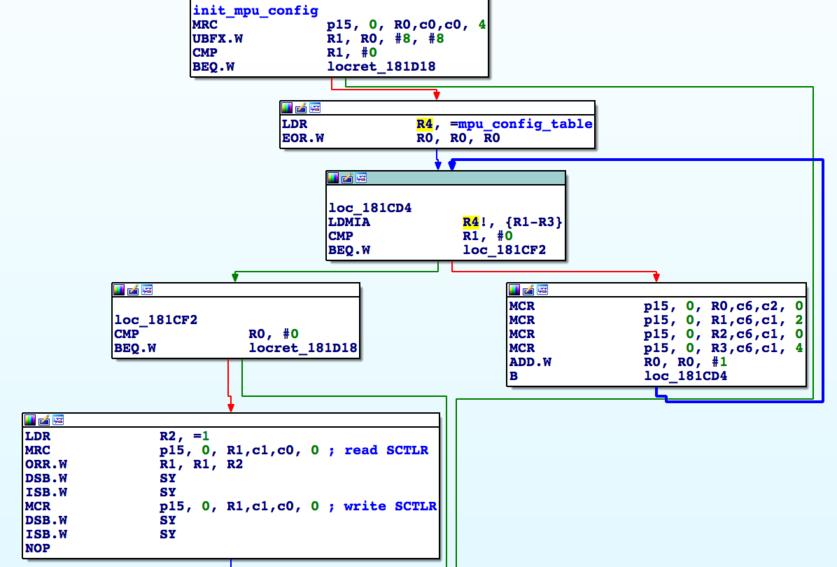 init_mpu_config
MRC p15, 0, R0,c0,c0, 4
UBFX.W R1, R0, #8, #8
CMP R1, #0
BEQ.W locret_181D18
LDR R4, =mpu_config_table
EOR.W R0, R0, R0
loc_181CD4
LDMIA R4!, {R1-R3}
CMP R1, #0
BEQ.W loc_181CF2
loc_181CF2
CMP R0, #0
BEQ.W locret_181D18
MCR p15, 0, R0,c6,c2, 0
MCR p15, 0, R1,c6,c1, 2
MCR p15, 0, R2,c6,c1, 0
MCR p15, 0, R3,c6,c1, 4
ADD.W R0, R0, #1
B loc_181CD4
LDR R2, =1
MRC p15, 0, R1,c1,c0, 0 ; read SCTLR
ORR.W R1, R1, R2
DSB.W SY
ISB.W SY
MCR p15, 0, R1,c1,c0, 0 ; write SCTLR
DSB.W SY
ISB.W SY
NOP